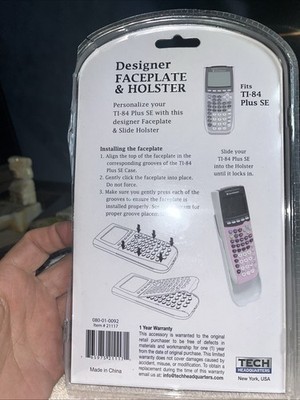 Designer
FACEPLATE
& HOLSTER
Fits
TI-84
Plus SE
Personalize your
TI-84 Plus SE with this
designer Faceplate
& Slide Holster
Installing the faceplate
1. Align the top of the faceplate in the
corresponding grooves of the TI-84
Plus SE Case.
2. Gently click the faceplate into place.
Do not force.
3. Make sure you gently press each of the
grooves to ensure the faceplate is
installed properly.
proper groove placement.
Slide your
TI-84 Plus SE
into the Holster
until it locks in.
080-01-0092
Item # 21117
Made in China
1 Year Warranty
This accessory is warranted to the original
retail purchaser to be free of defects in
materials and workmanship for one (1) year
from the date of original purchase. This limited
warranty does not cover damages caused by
accident, misuse, or modification. To obtain a
replacement during the term of this warranty
email us at: info@techheadquarters.com
TECH
HEADQUARTERS
New York, USA